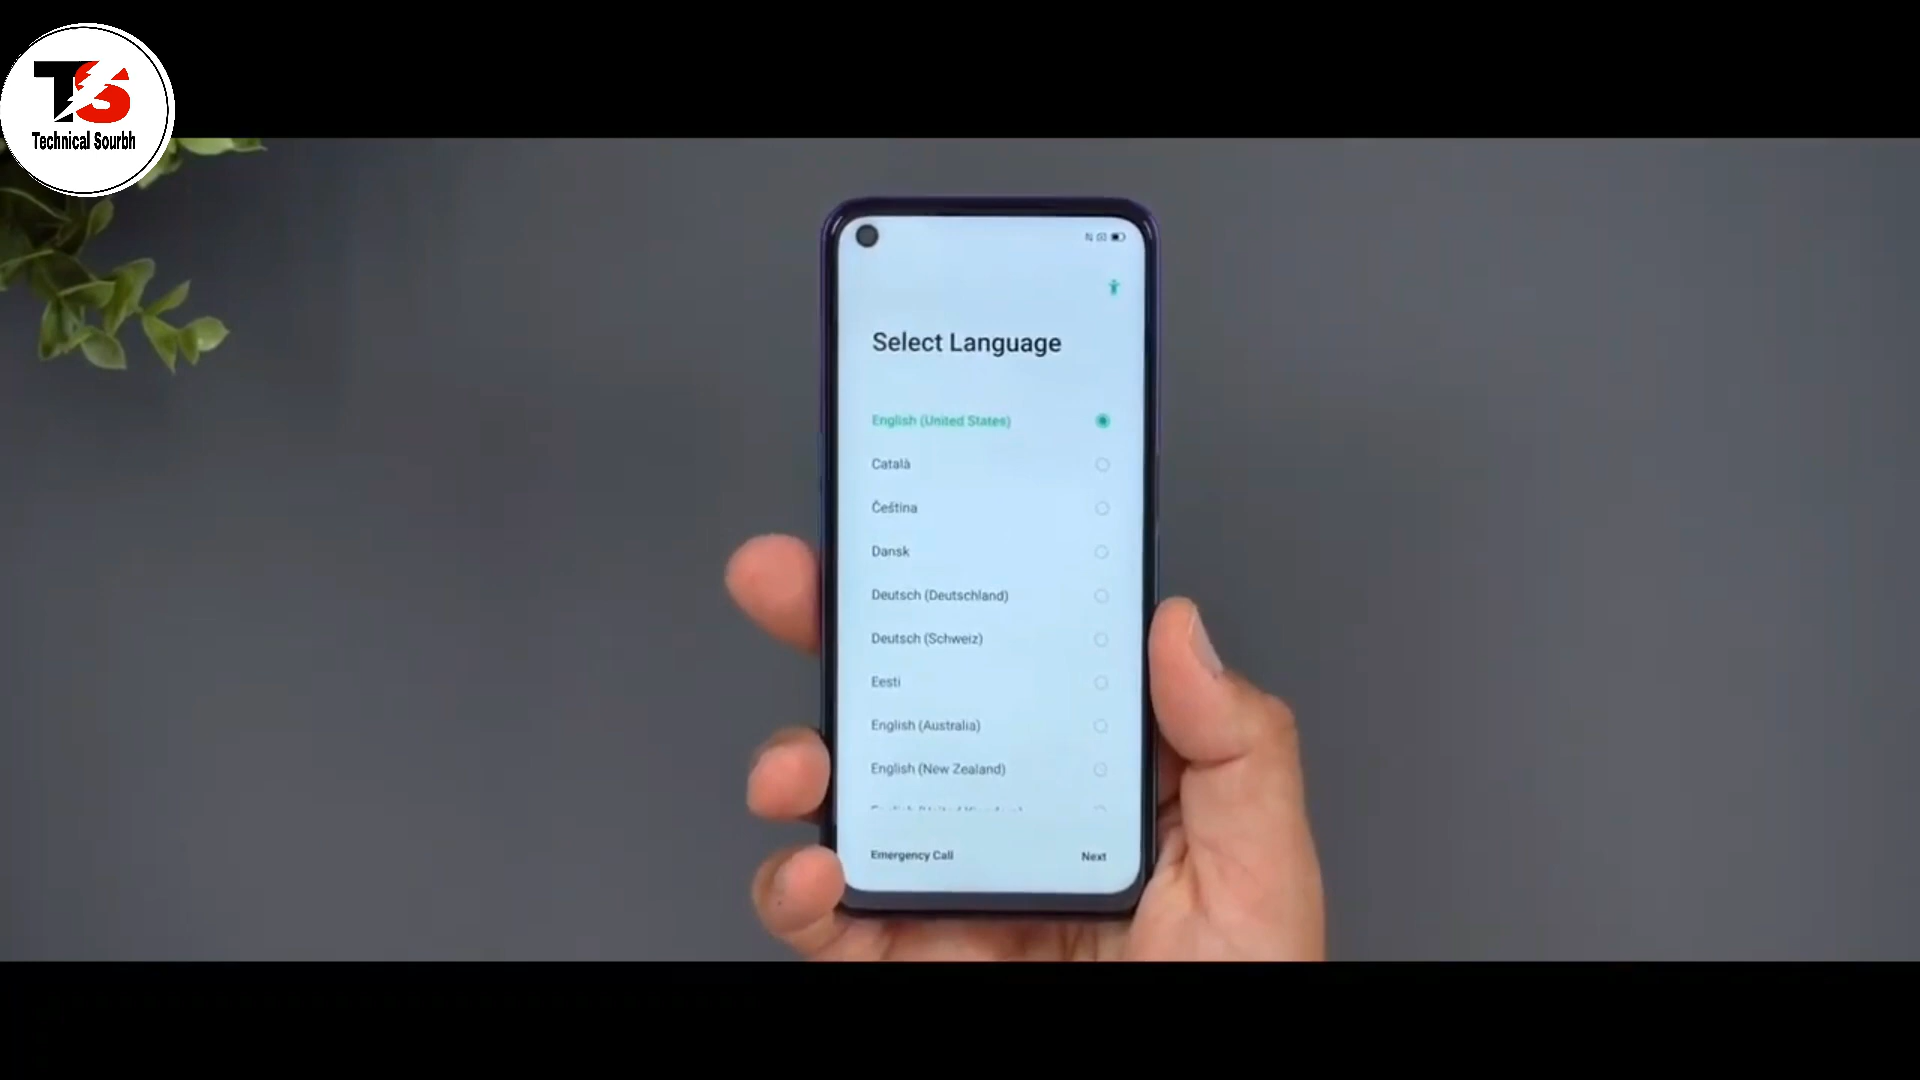 TS
Technical Sourbh
Select Language
English (United States)
Català
Čeština
Dansk
Deutsch (Deutschland)
Deutsch (Schweiz)
Eesti
English (Australia)
English (New Zealand)
Emergency Call
Next